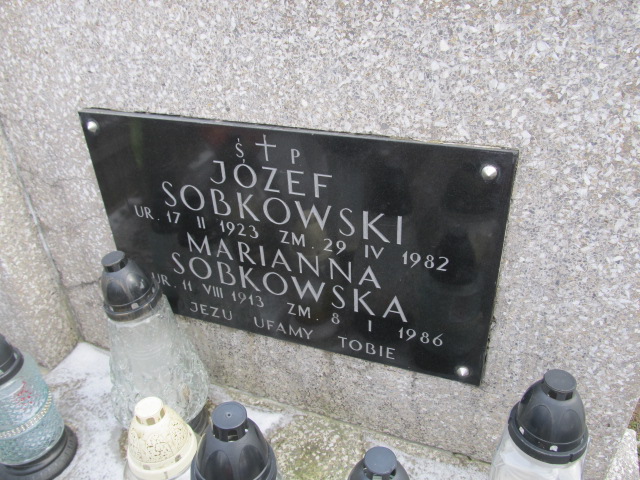 Ś † P
JÓZEF
SOBKOWSKI
UR. 17 II 1923 ZM. 29 IV 1982
MARIANNA
SOBKOWSKA
UR. 11 VIII 1913 ZM. 8 I 1986
JEZU UFAMY TOBIE